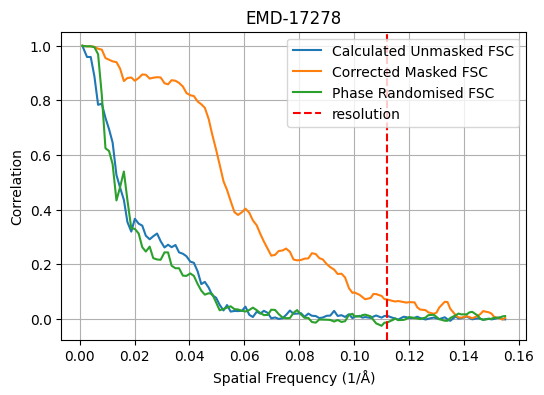 EMD-17278
Calculated Unmasked FSC
Corrected Masked FSC
Phase Randomised FSC
resolution
Correlation
1.0
0.8
0.6
0.4
0.2
0.0
0.00 0.02 0.04 0.06 0.08 0.10 0.12 0.14 0.16
Spatial Frequency (1/Å)